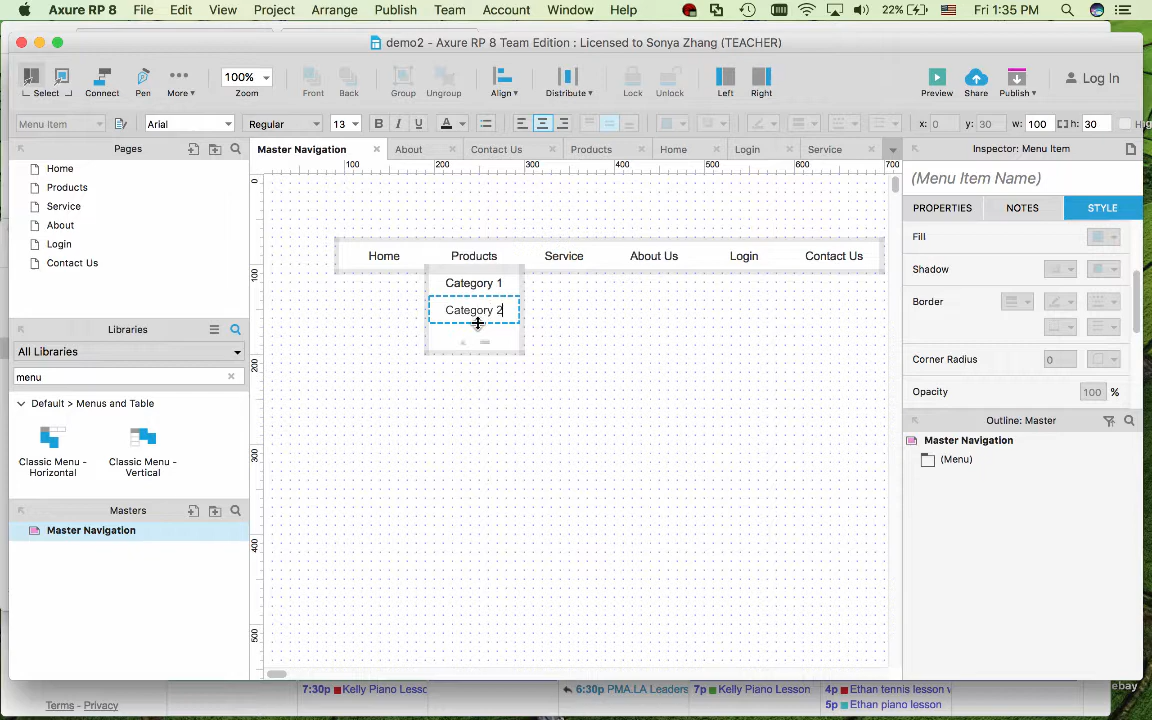 Axure RP 8 File Edit View Project Arrange Publish Team Account Window Help 22% Fri 1:35 PM
demo2 - Axure RP 8 Team Edition : Licensed to Sonya Zhang (TEACHER)
100%
Select Connect Pen More Zoom Front Back Group Ungroup Align Distribute Lock Unlock Left Right Preview Share Publish Log In
Menu Item Arial Regular 13 B I U A x: 0 y: 30 w: 100 h: 30
Pages Master Navigation About Contact Us Products Home Login Service Inspector: Menu Item
100 200 300 400 500 600 700
Home
Products
Service
About
Login
Contact Us
(Menu Item Name)
PROPERTIES NOTES STYLE
Fill
Shadow
Border
Corner Radius 0
Opacity 100 %
0
100
200
300
400
500
Home Products Service About Us Login Contact Us
Category 1
Category 2
Libraries
All Libraries
menu
Default > Menus and Table
Classic Menu - Horizontal
Classic Menu - Vertical
Masters
Master Navigation
Outline: Master
Master Navigation
(Menu)
7:30p Kelly Piano Lesso
6:30p PMA.LA Leaders
7p Kelly Piano Lesson
4p Ethan tennis lesson
5p Ethan piano lesson
Terms - Privacy
ebay